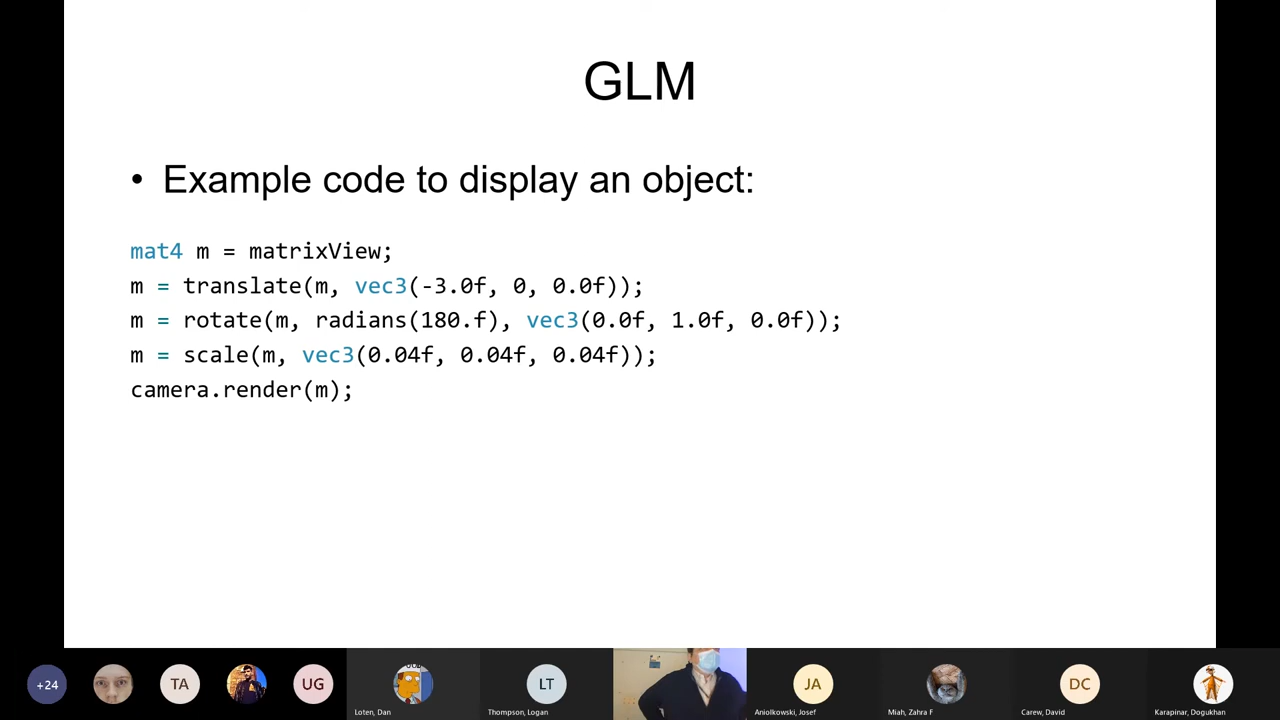 GLM
• Example code to display an object:
mat4 m = matrixView;
m = translate(m, vec3(-3.0f, 0, 0.0f));
m = rotate(m, radians(180.f), vec3(0.0f, 1.0f, 0.0f));
m = scale(m, vec3(0.04f, 0.04f, 0.04f));
camera.render(m);
+24
TA
UG
LT
JA
DC
Loten, Dan
Thompson, Logan
Aniolkowski, Josef
Miah, Zahra F
Carew, David
Karapinar, Dogukhan